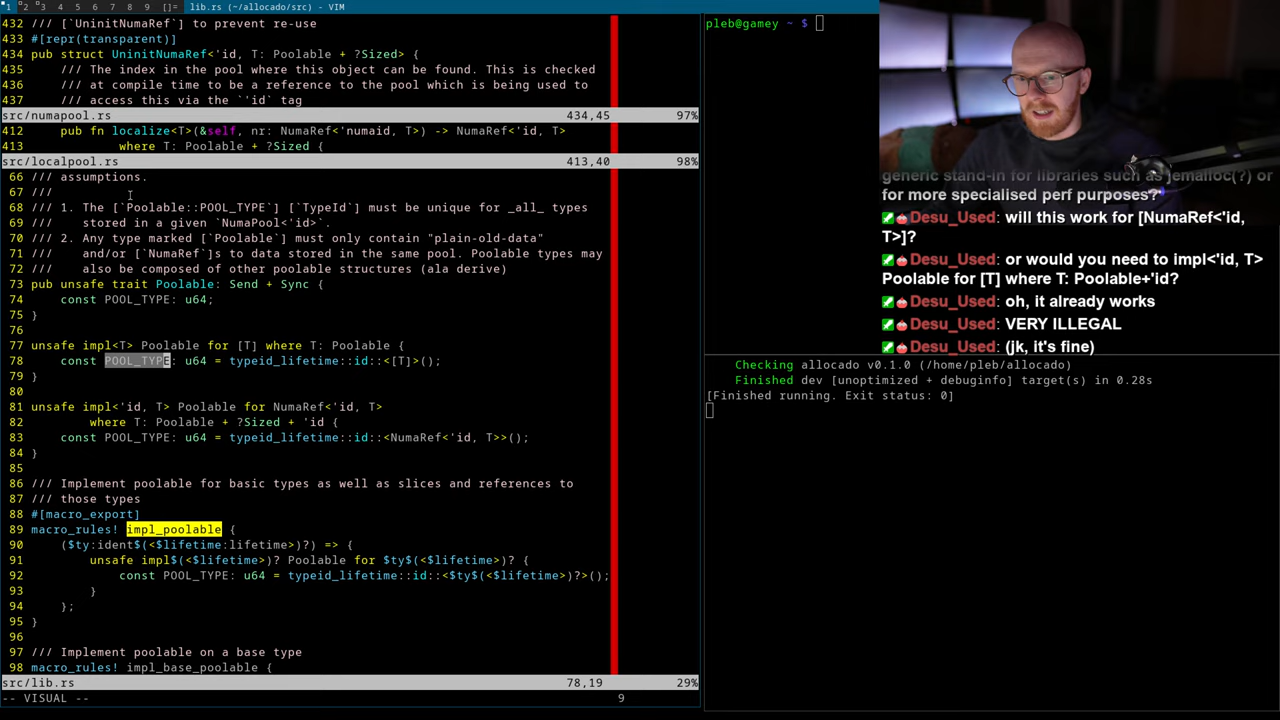 1 2 3 4 5 6 7 8 9 []= lib.rs (~/allocado/src) - VIM
432 /// [`UninitNumaRef`] to prevent re-use
433 #[repr(transparent)]
434 pub struct UninitNumaRef<'id, T: Poolable + ?Sized> {
435     /// The index in the pool where this object can be found. This is checked
436     /// at compile time to be a reference to the pool which is being used to
437     /// access this via the `'id` tag
src/numapool.rs 434,45 97%
412     pub fn localize<T>(&self, nr: NumaRef<'numaid, T>) -> NumaRef<'id, T>
413             where T: Poolable + ?Sized {
src/localpool.rs 413,40 98%
66 /// assumptions.
67 ///
68 /// 1. The [`Poolable::POOL_TYPE`] [`TypeId`] must be unique for _all_ types
69 ///    stored in a given `NumaPool<'id>`.
70 /// 2. Any type marked [`Poolable`] must only contain "plain-old-data"
71 ///    and/or [`NumaRef`]s to data stored in the same pool. Poolable types may
72 ///    also be composed of other poolable structures (ala derive)
73 pub unsafe trait Poolable: Send + Sync {
74     const POOL_TYPE: u64;
75 }
76
77 unsafe impl<T> Poolable for [T] where T: Poolable {
78     const POOL_TYPE: u64 = typeid_lifetime::id::<[T]>();
79 }
80
81 unsafe impl<'id, T> Poolable for NumaRef<'id, T>
82         where T: Poolable + ?Sized + 'id {
83     const POOL_TYPE: u64 = typeid_lifetime::id::<NumaRef<'id, T>>();
84 }
85
86 /// Implement poolable for basic types as well as slices and references to
87 /// those types
88 #[macro_export]
89 macro_rules! impl_poolable {
90     ($ty:ident$(<$lifetime:lifetime>)?) => {
91         unsafe impl$(<$lifetime>)? Poolable for $ty$(<$lifetime>)? {
92             const POOL_TYPE: u64 = typeid_lifetime::id::<$ty$(<$lifetime>)?>();
93         }
94     };
95 }
96
97 /// Implement poolable on a base type
98 macro_rules! impl_base_poolable {
src/lib.rs 78,19 29%
-- VISUAL -- 9
pleb@gamey ~ $
Checking allocado v0.1.0 (/home/pleb/allocado)
Finished dev [unoptimized + debuginfo] target(s) in 0.28s
[Finished running. Exit status: 0]
generic stand-in for libraries such as jemalloc(?) or
for more specialised perf purposes?
Desu_Used: will this work for [NumaRef<'id,
T>]?
Desu_Used: or would you need to impl<'id, T>
Poolable for [T] where T: Poolable+'id?
Desu_Used: oh, it already works
Desu_Used: VERY ILLEGAL
Desu_Used: (jk, it's fine)